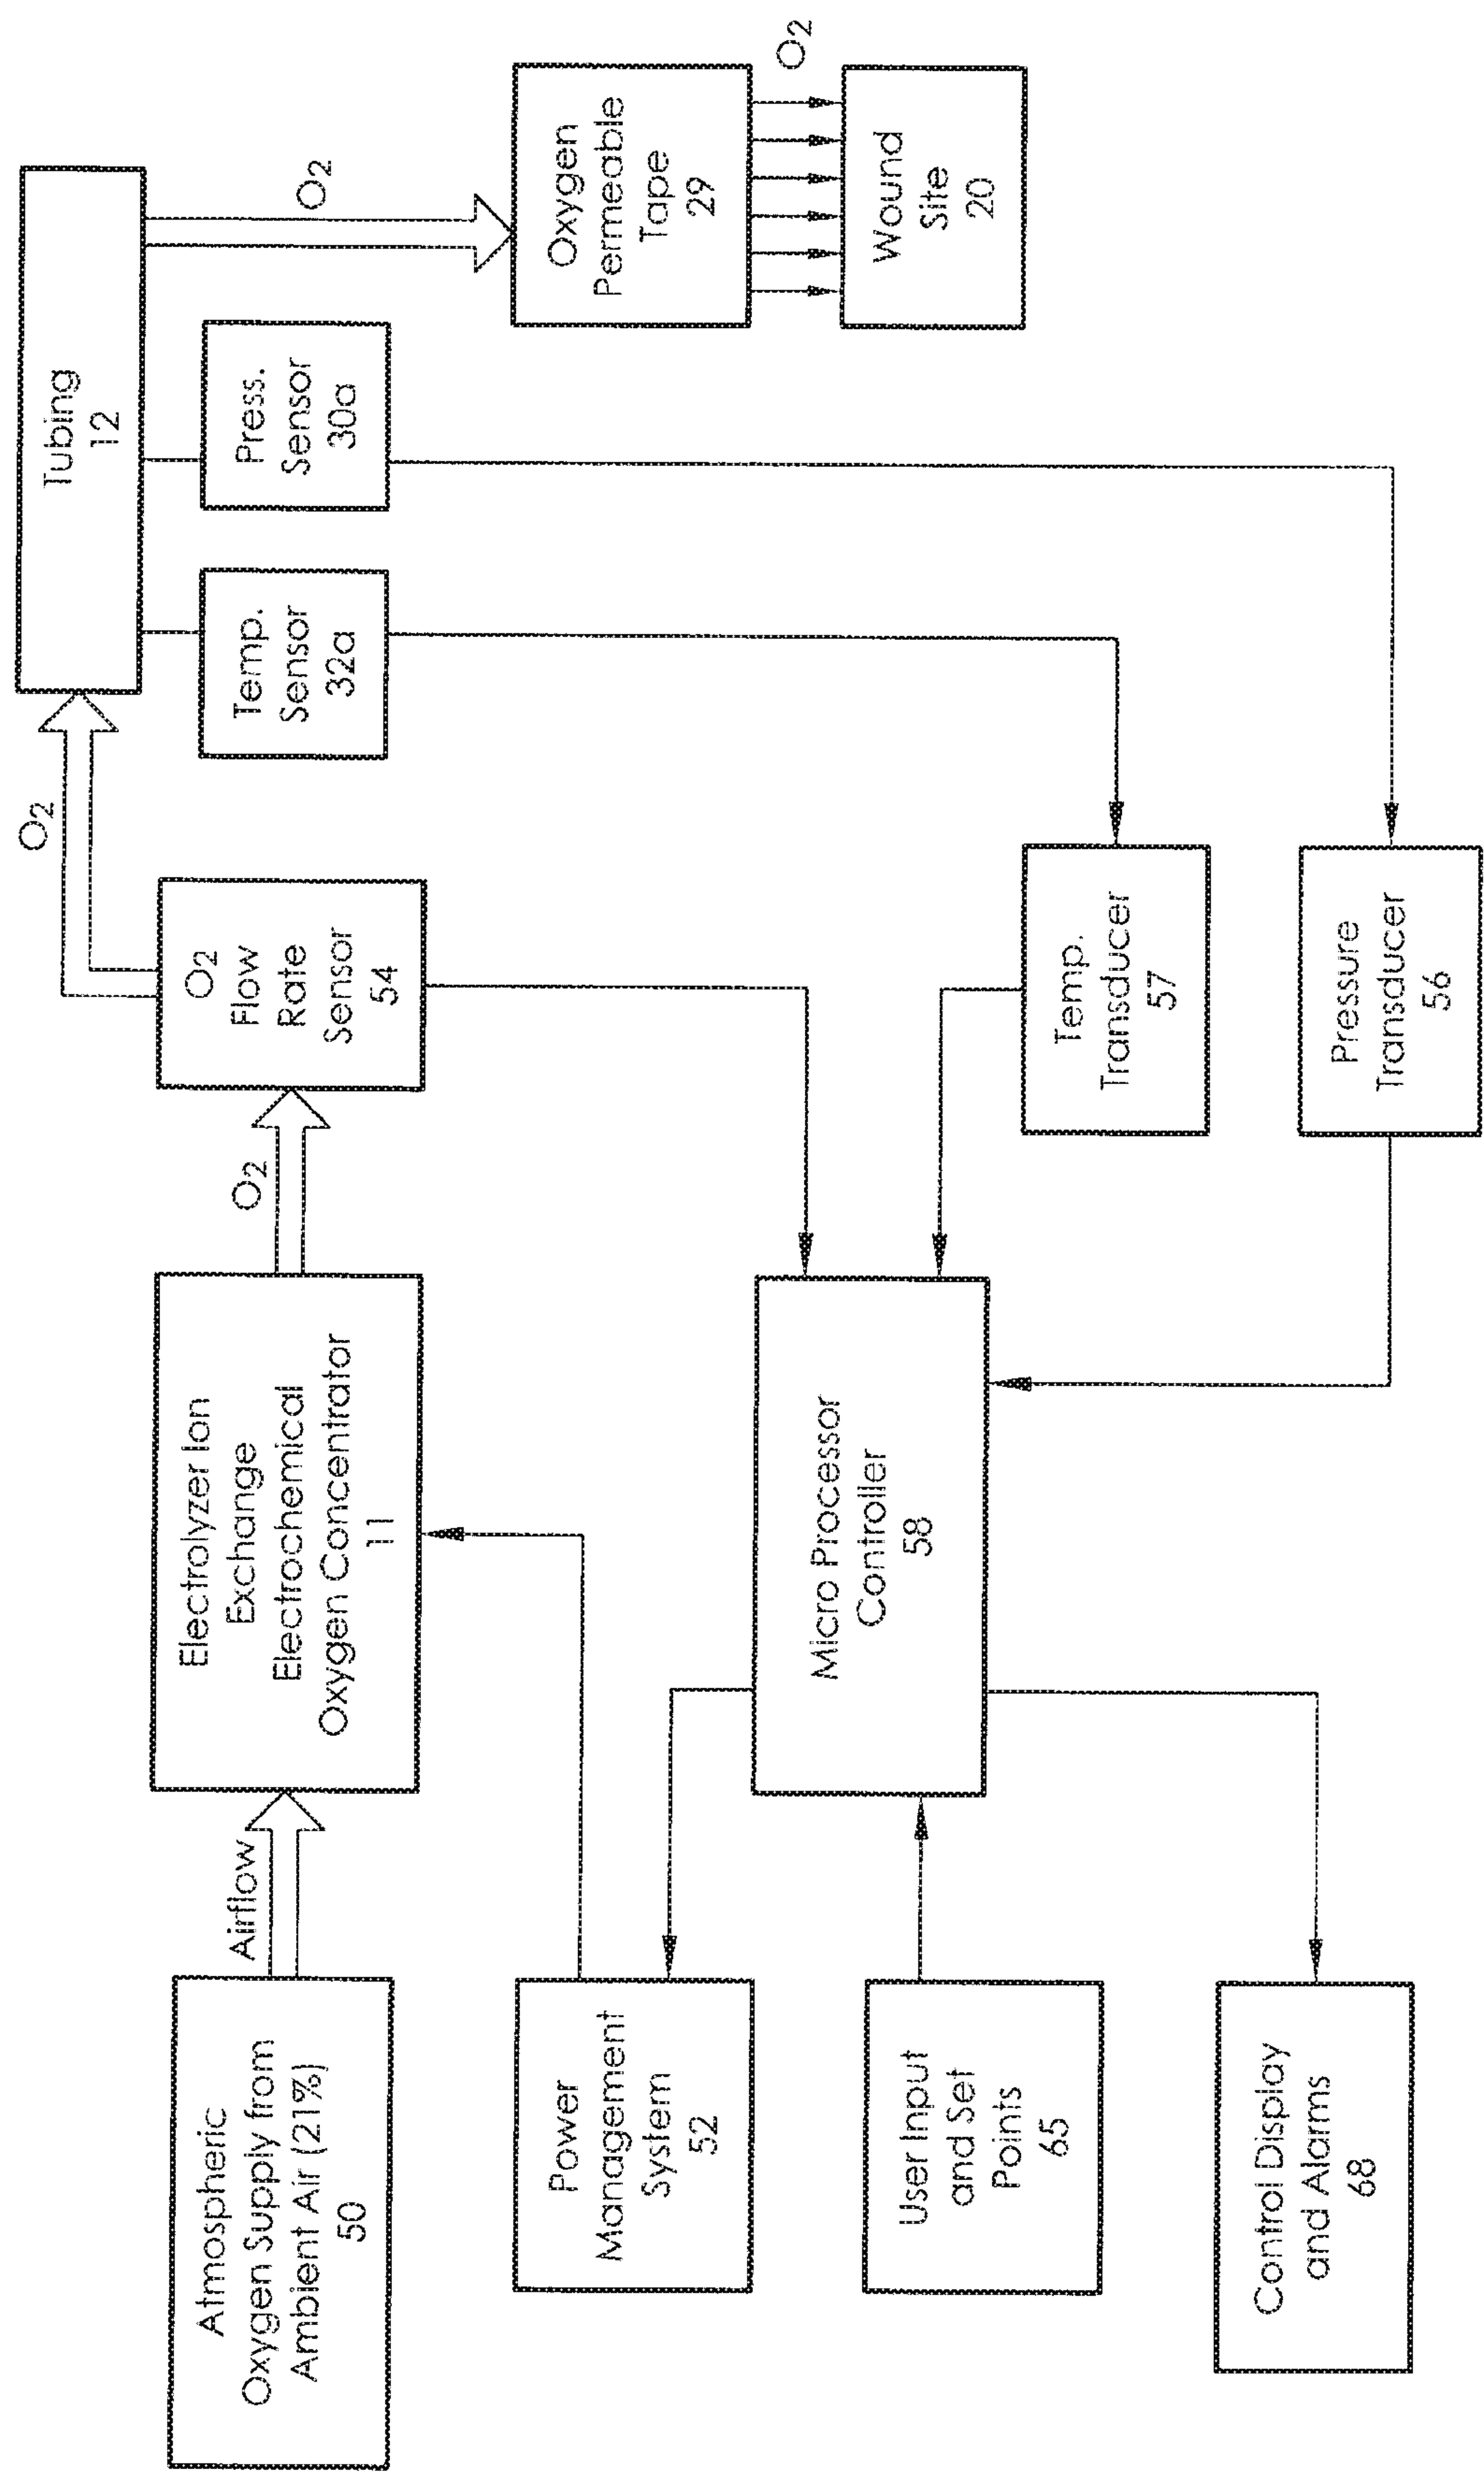 Atmospheric
Oxygen Supply from
Ambient Air (21%)
50
Airflow
Electrolyzer Ion
Exchange
Electrochemical
Oxygen Concentrator
11
O2
O2
Flow
Rate
Sensor
54
O2
Tubing
12
Temp.
Sensor
32a
Press.
Sensor
30a
O2
Oxygen
Permeable
Tape
29
O2
Wound
Site
20
Power
Management
System
52
Micro Processor
Controller
58
User Input
and Set
Points
65
Temp.
Transducer
57
Control Display
and Alarms
68
Pressure
Transducer
56